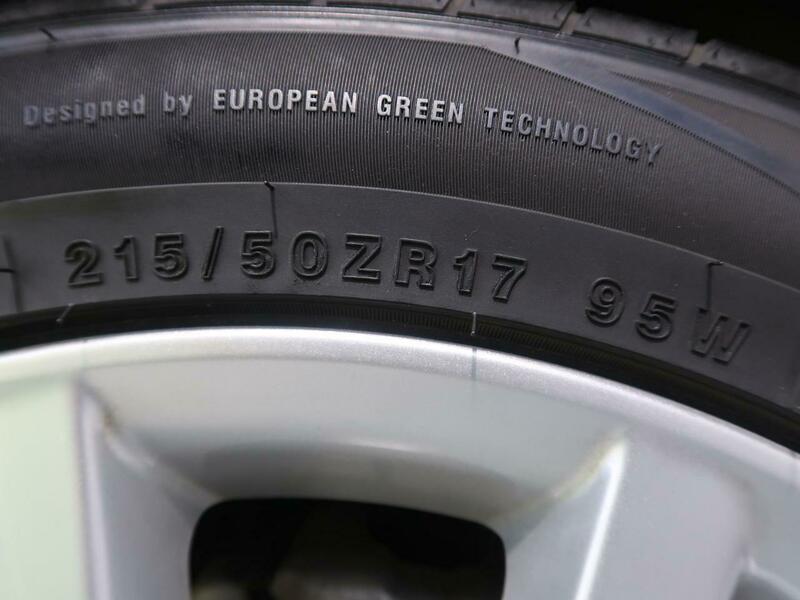 Designed by EUROPEAN GREEN TECHNOLOGY
215/50ZR17 95W